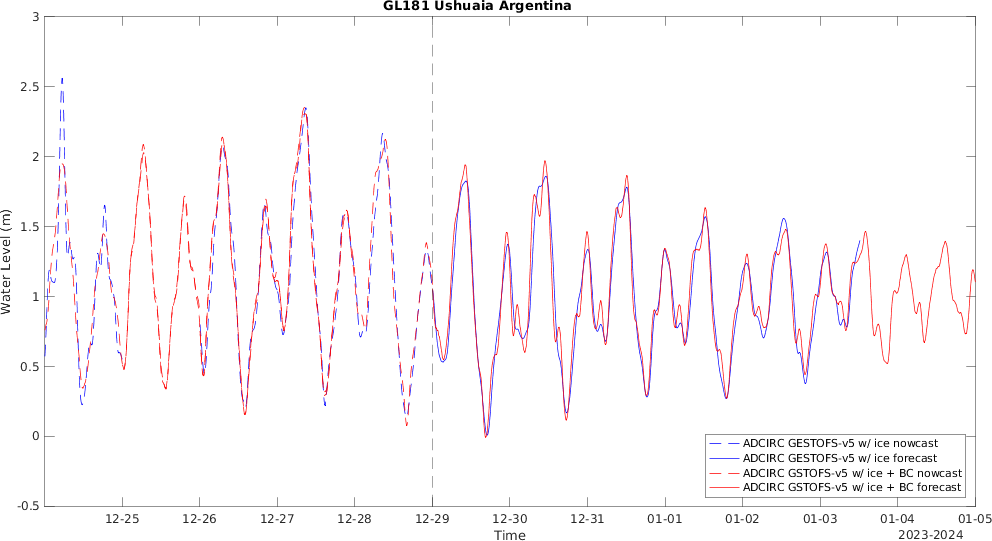 GL181 Ushuaia Argentina
3
2.5
2
1.5
1
0.5
0
-0.5
Water Level (m)
ADCIRC GESTOFS-v5 w/ ice nowcast
ADCIRC GESTOFS-v5 w/ ice forecast
ADCIRC GSTOFS-v5 w/ ice + BC nowcast
ADCIRC GSTOFS-v5 w/ ice + BC forecast
12-25 12-26 12-27 12-28 12-29 12-30 12-31 01-01 01-02 01-03 01-04 01-05
Time
2023-2024